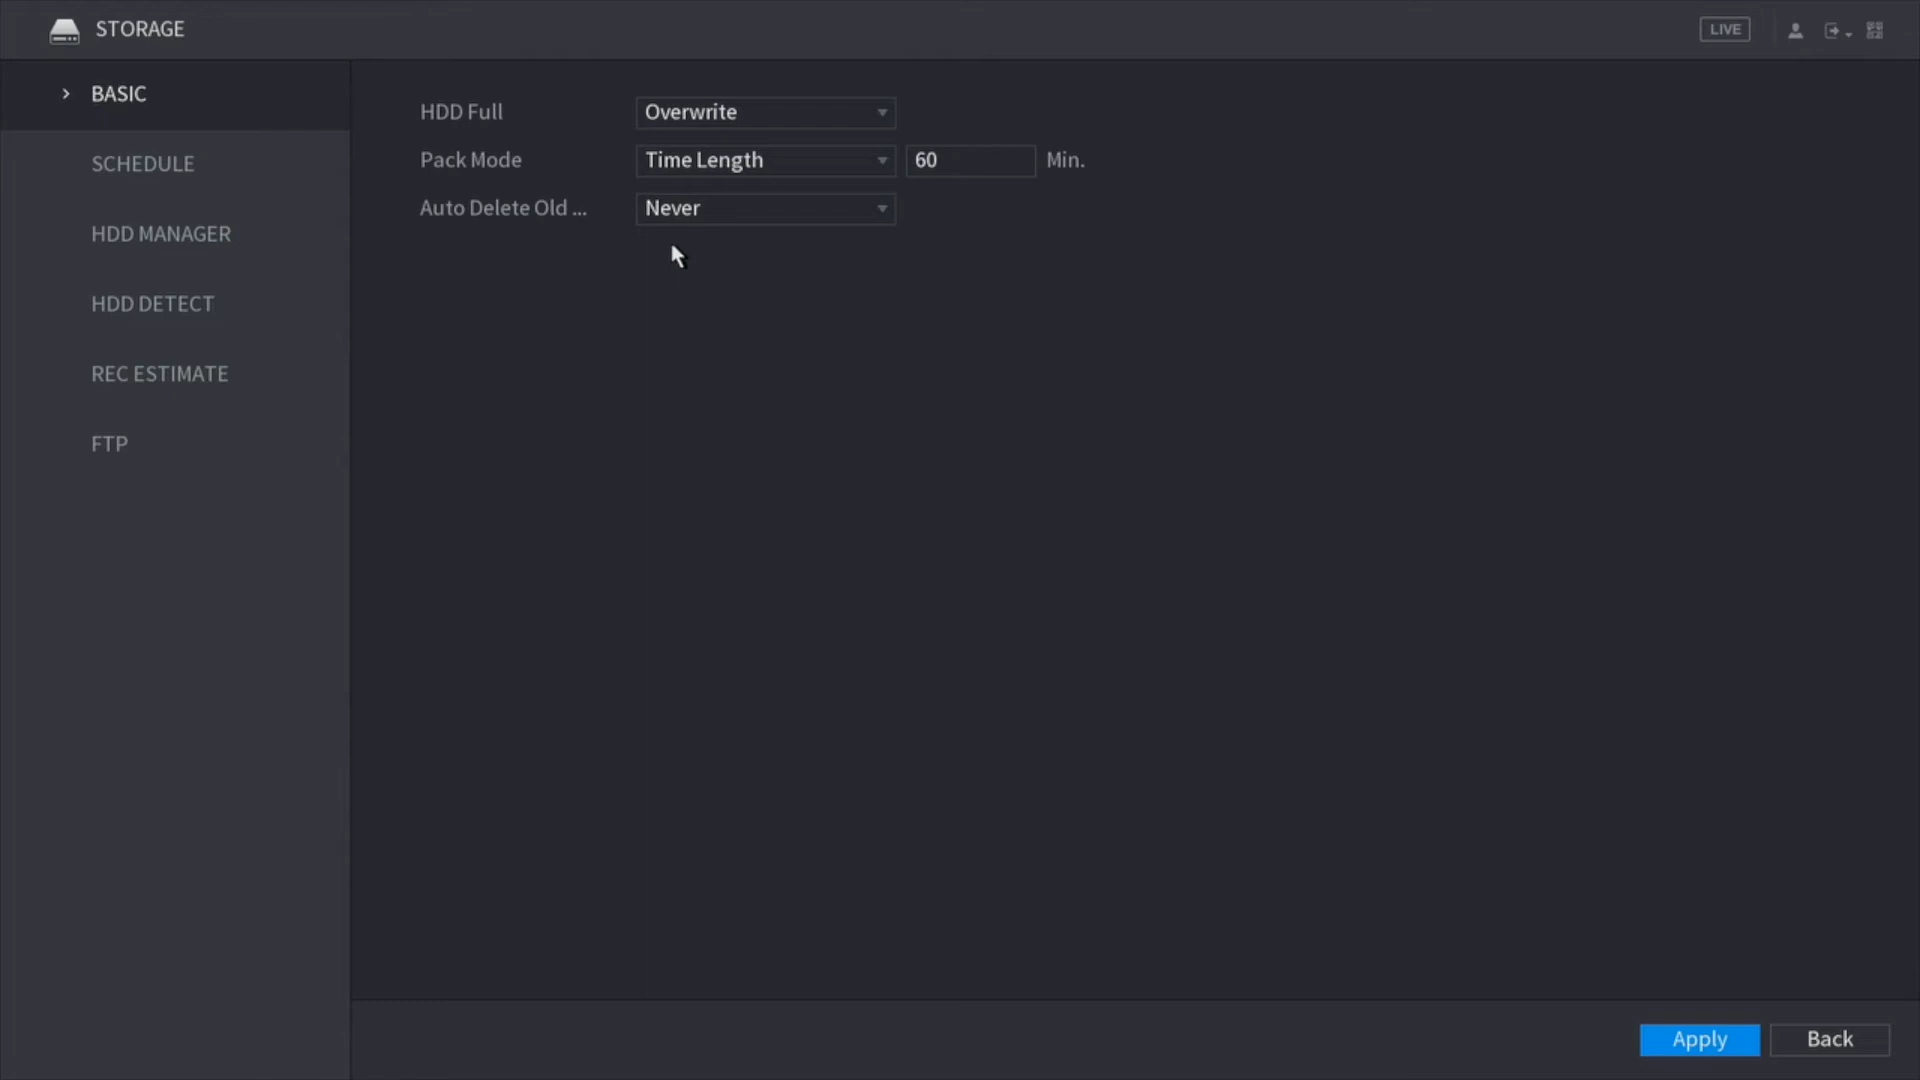 STORAGE
LIVE
BASIC
SCHEDULE
HDD MANAGER
HDD DETECT
REC ESTIMATE
FTP
HDD Full Overwrite
Pack Mode Time Length 60 Min.
Auto Delete Old ... Never
Apply Back